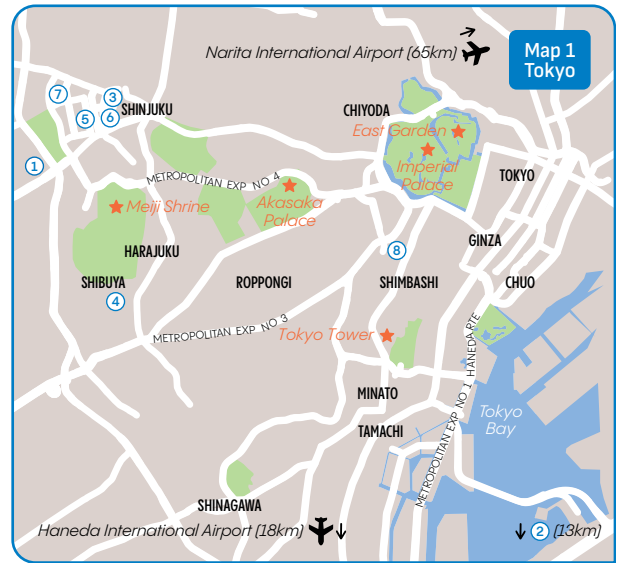 Narita International Airport (65km)
Map 1
Tokyo
7
3
SHINJUKU
5
6
CHIYODA
East Garden
Imperial
Palace
1
TOKYO
METROPOLITAN EXP. NO 4
Meiji Shrine
Akasaka
Palace
HARAJUKU
GINZA
8
SHIBUYA
4
ROPPONGI
SHIMBASHI
CHUO
METROPOLITAN EXP. NO 3
Tokyo Tower
METROPOLITAN EXP. NO 1 HANEDA RTE
MINATO
TAMACHI
Tokyo
Bay
SHINAGAWA
Haneda International Airport (18km)
2 (13km)